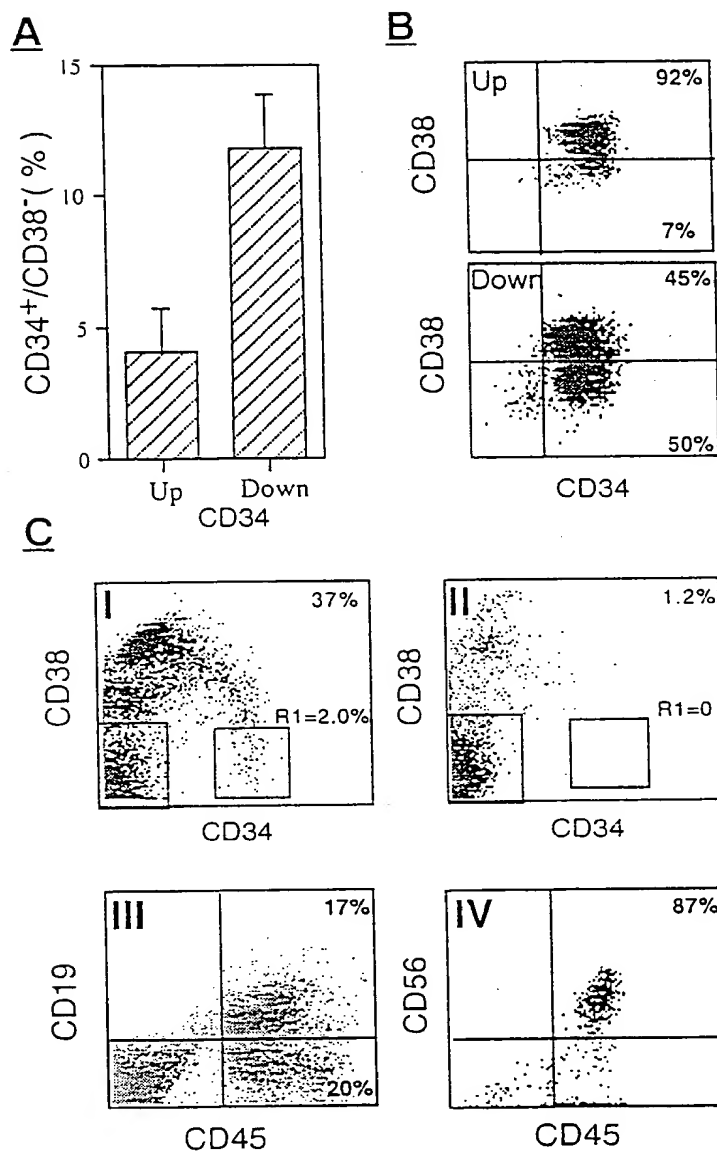 A
CD34+/CD38- ( % )
15
10
5
0
Up
Down
CD34
B
Up
92%
CD38
7%
Down
45%
CD38
50%
CD34
C
I
37%
CD38
R1=2.0%
CD34
II
1.2%
CD38
R1=0
CD34
III
17%
CD19
20%
CD45
IV
87%
CD56
CD45